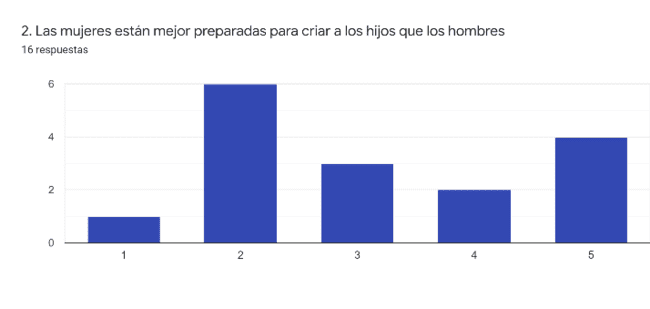 2. Las mujeres están mejor preparadas para criar a los hijos que los hombres
16 respuestas
6
4
2
0
1 2 3 4 5